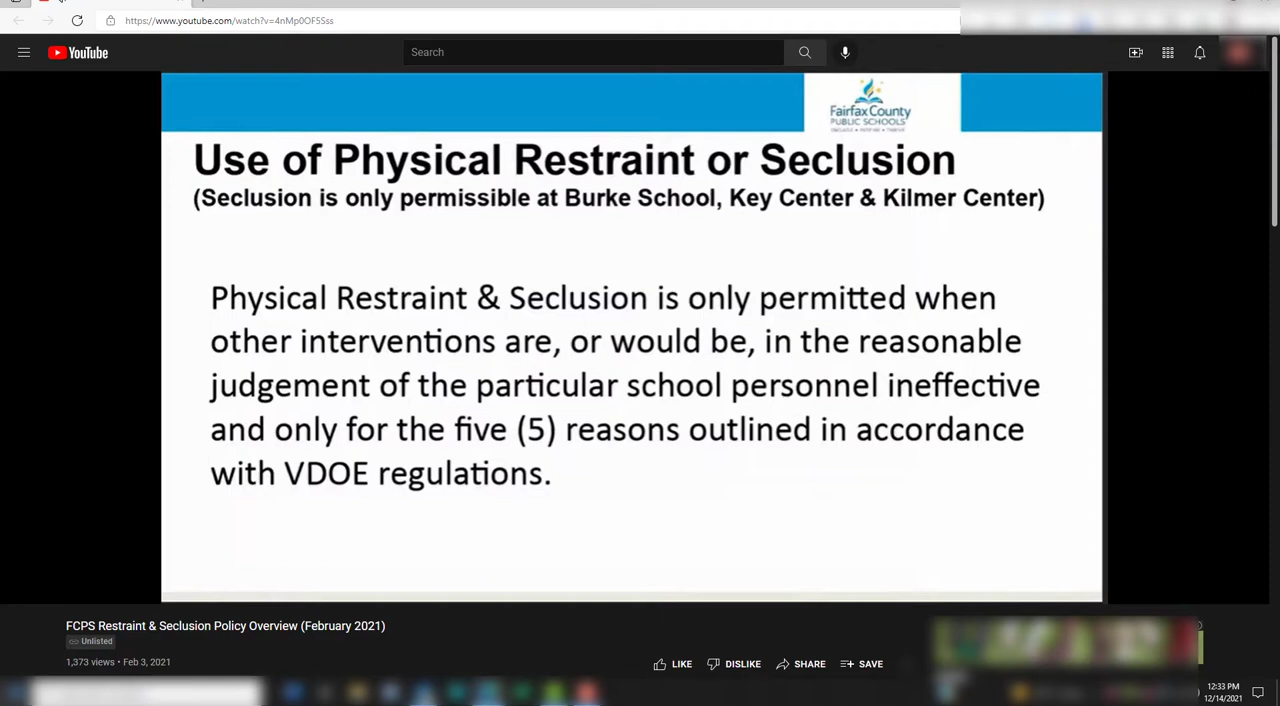 https://www.youtube.com/watch?v=4nMp0OF5Sss
YouTube
Search
Fairfax County
PUBLIC SCHOOLS
Use of Physical Restraint or Seclusion
(Seclusion is only permissible at Burke School, Key Center & Kilmer Center)
Physical Restraint & Seclusion is only permitted when
other interventions are, or would be, in the reasonable
judgement of the particular school personnel ineffective
and only for the five (5) reasons outlined in accordance
with VDOE regulations.
FCPS Restraint & Seclusion Policy Overview (February 2021)
Unlisted
1,373 views • Feb 3, 2021
LIKE DISLIKE SHARE SAVE
12:33 PM
12/14/2021